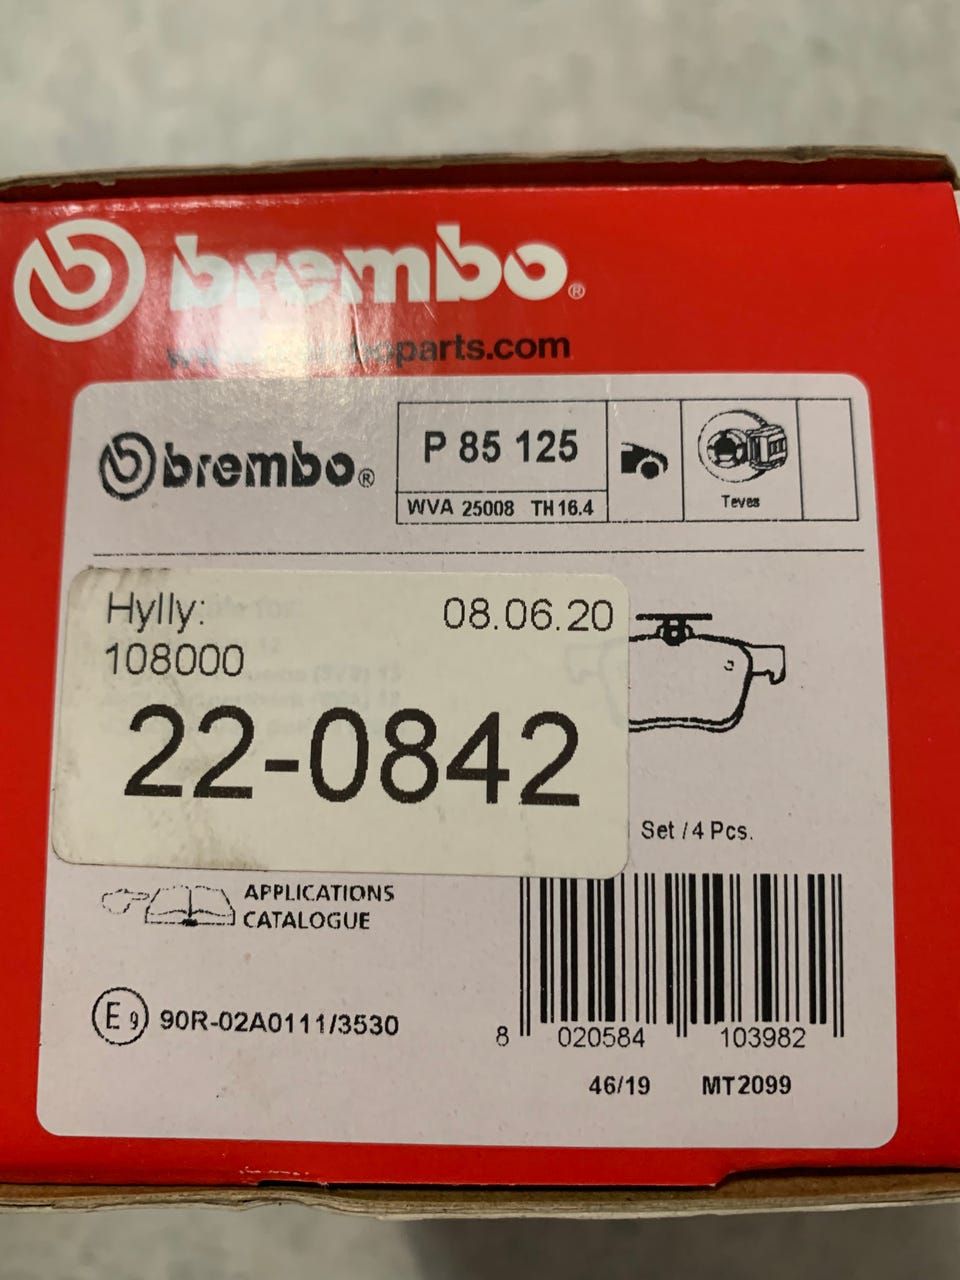 brembo®
parts.com
brembo®
P 85 125
WVA 25008 TH 16.4
Teves
Hylly: 08.06.20
108000
22-0842
Set / 4 Pcs.
APPLICATIONS
CATALOGUE
E9 90R-02A0111/3530
8 020584 103982
46/19 MT2099